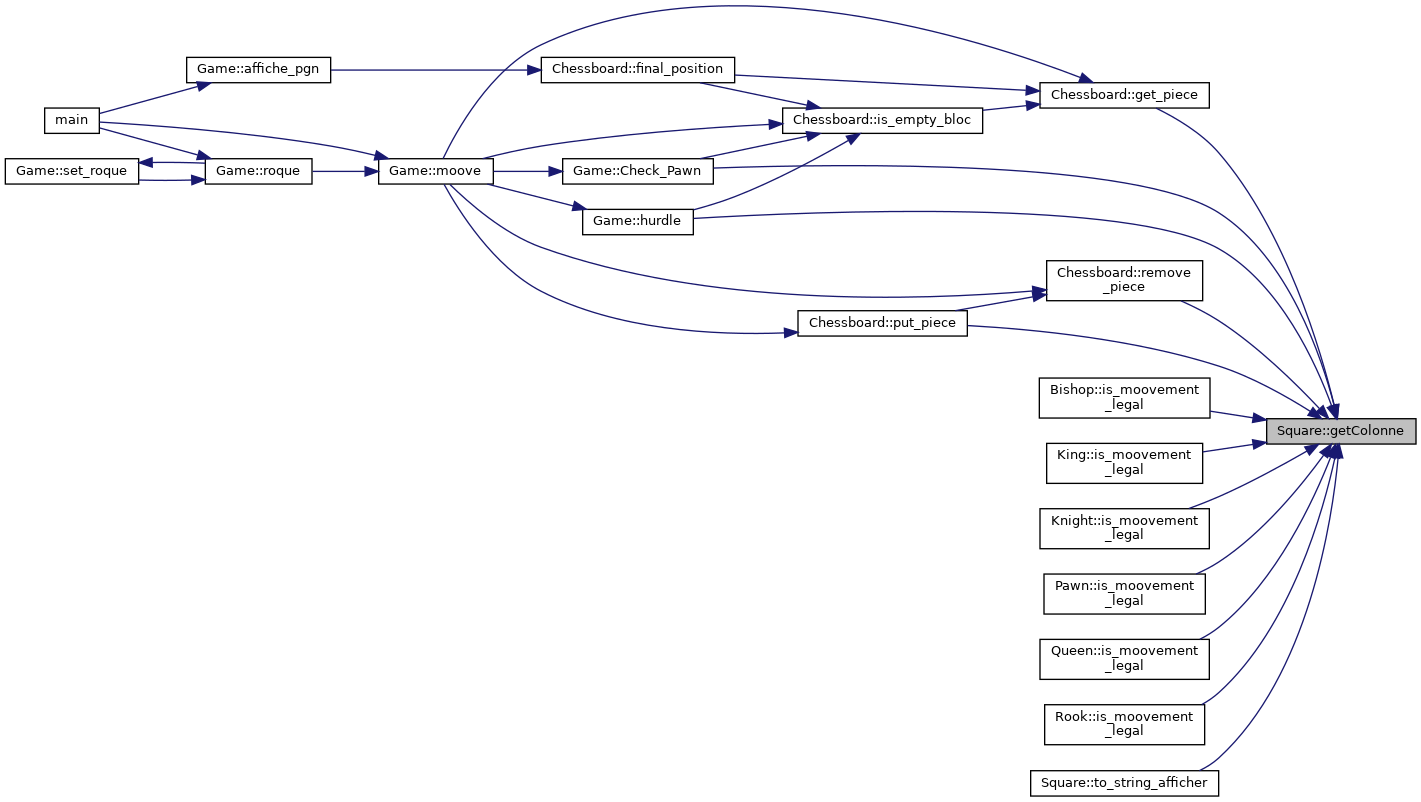 Game::affiche_pgn
Chessboard::final_position
Chessboard::get_piece
main
Chessboard::is_empty_bloc
Game::set_roque
Game::roque
Game::moove
Game::Check_Pawn
Game::hurdle
Chessboard::remove
_piece
Chessboard::put_piece
Bishop::is_moovement
_legal
Square::getColonne
King::is_moovement
_legal
Knight::is_moovement
_legal
Pawn::is_moovement
_legal
Queen::is_moovement
_legal
Rook::is_moovement
_legal
Square::to_string_afficher